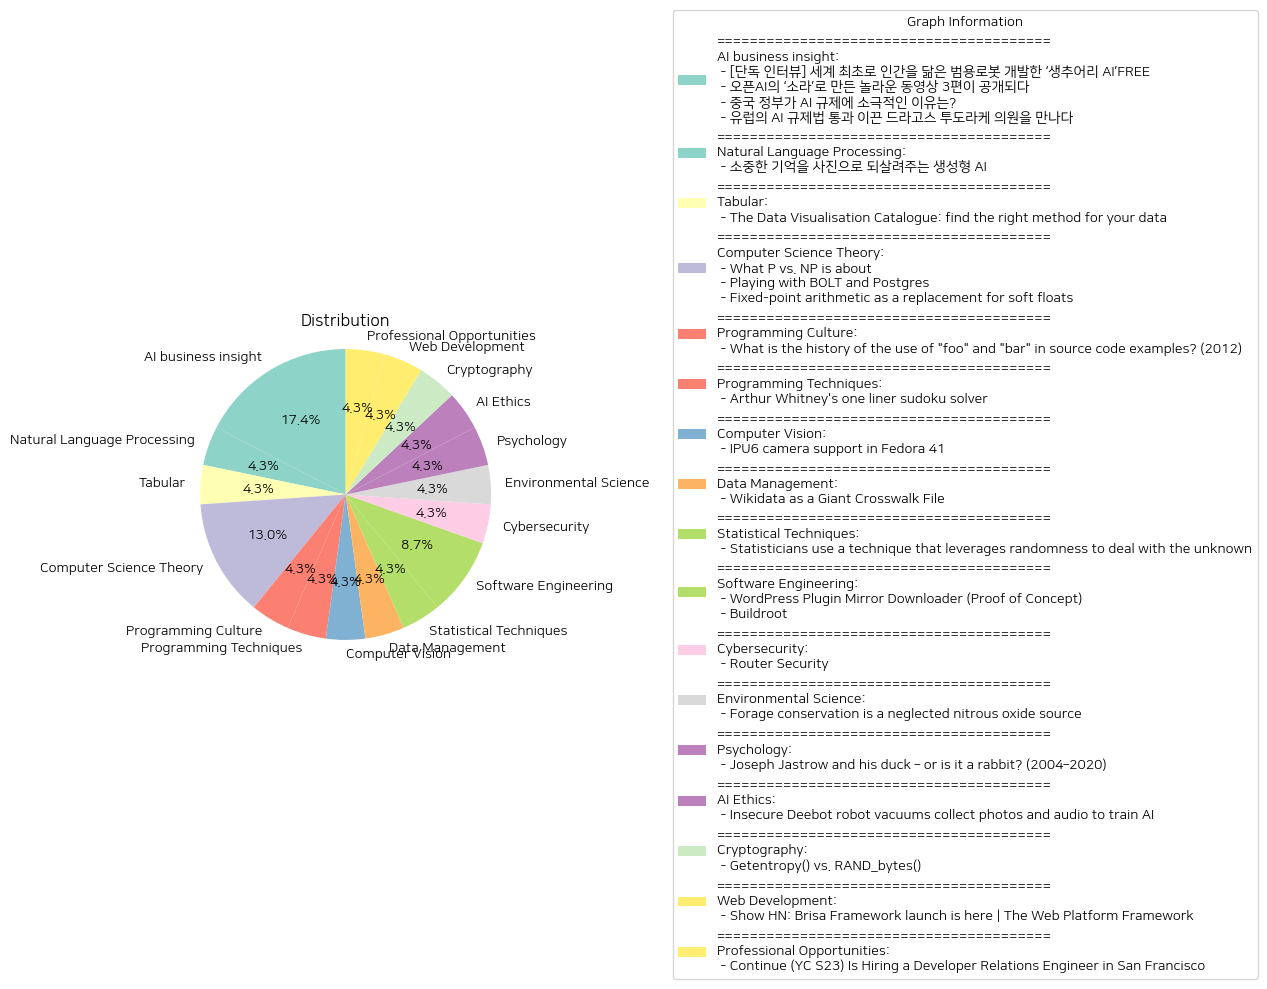 Distribution
Professional Opportunities
Web Development
Cryptography
AI Ethics
Psychology
Environmental Science
Cybersecurity
Software Engineering
Statistical Techniques
Data Management
Computer Vision
Programming Techniques
Programming Culture
Computer Science Theory
Tabular
Natural Language Processing
AI business insight
17.4%
4.3%
4.3%
13.0%
4.3%
4.3%
4.3%
4.3%
4.3%
8.7%
4.3%
4.3%
4.3%
4.3%
4.3%
4.3%
4.3%
Graph Information
========================================
AI business insight:
- [단독 인터뷰] 세계 최초로 인간을 닮은 범용로봇 개발한 ‘생추어리 AI’FREE
- 오픈AI의 ‘소라’로 만든 놀라운 동영상 3편이 공개되다
- 중국 정부가 AI 규제에 소극적인 이유는?
- 유럽의 AI 규제법 통과 이끈 드라고스 투도라케 의원을 만나다
========================================
Natural Language Processing:
- 소중한 기억을 사진으로 되살려주는 생성형 AI
========================================
Tabular:
- The Data Visualisation Catalogue: find the right method for your data
========================================
Computer Science Theory:
- What P vs. NP is about
- Playing with BOLT and Postgres
- Fixed-point arithmetic as a replacement for soft floats
========================================
Programming Culture:
- What is the history of the use of "foo" and "bar" in source code examples? (2012)
========================================
Programming Techniques:
- Arthur Whitney's one liner sudoku solver
========================================
Computer Vision:
- IPU6 camera support in Fedora 41
========================================
Data Management:
- Wikidata as a Giant Crosswalk File
========================================
Statistical Techniques:
- Statisticians use a technique that leverages randomness to deal with the unknown
========================================
Software Engineering:
- WordPress Plugin Mirror Downloader (Proof of Concept)
- Buildroot
========================================
Cybersecurity:
- Router Security
========================================
Environmental Science:
- Forage conservation is a neglected nitrous oxide source
========================================
Psychology:
- Joseph Jastrow and his duck – or is it a rabbit? (2004–2020)
========================================
AI Ethics:
- Insecure Deebot robot vacuums collect photos and audio to train AI
========================================
Cryptography:
- Getentropy() vs. RAND_bytes()
========================================
Web Development:
- Show HN: Brisa Framework launch is here | The Web Platform Framework
========================================
Professional Opportunities:
- Continue (YC S23) Is Hiring a Developer Relations Engineer in San Francisco